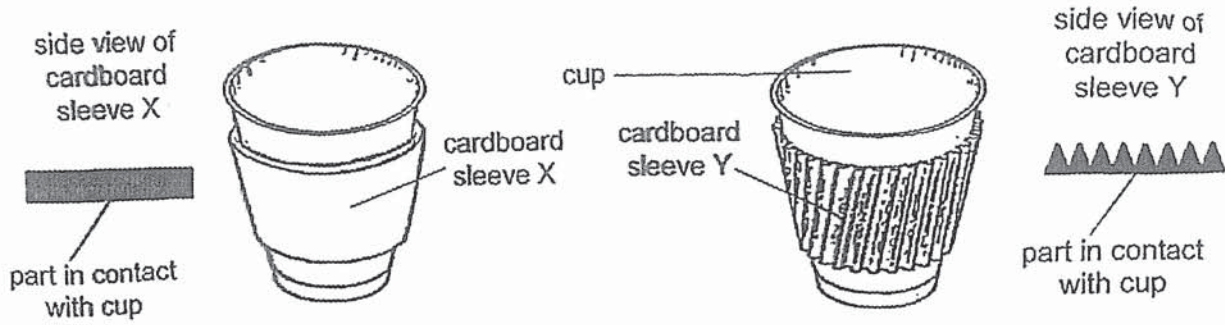 side view of
cardboard
sleeve X
part in contact
with cup
cardboard
sleeve X
cup
cardboard
sleeve Y
side view of
cardboard
sleeve Y
part in contact
with cup